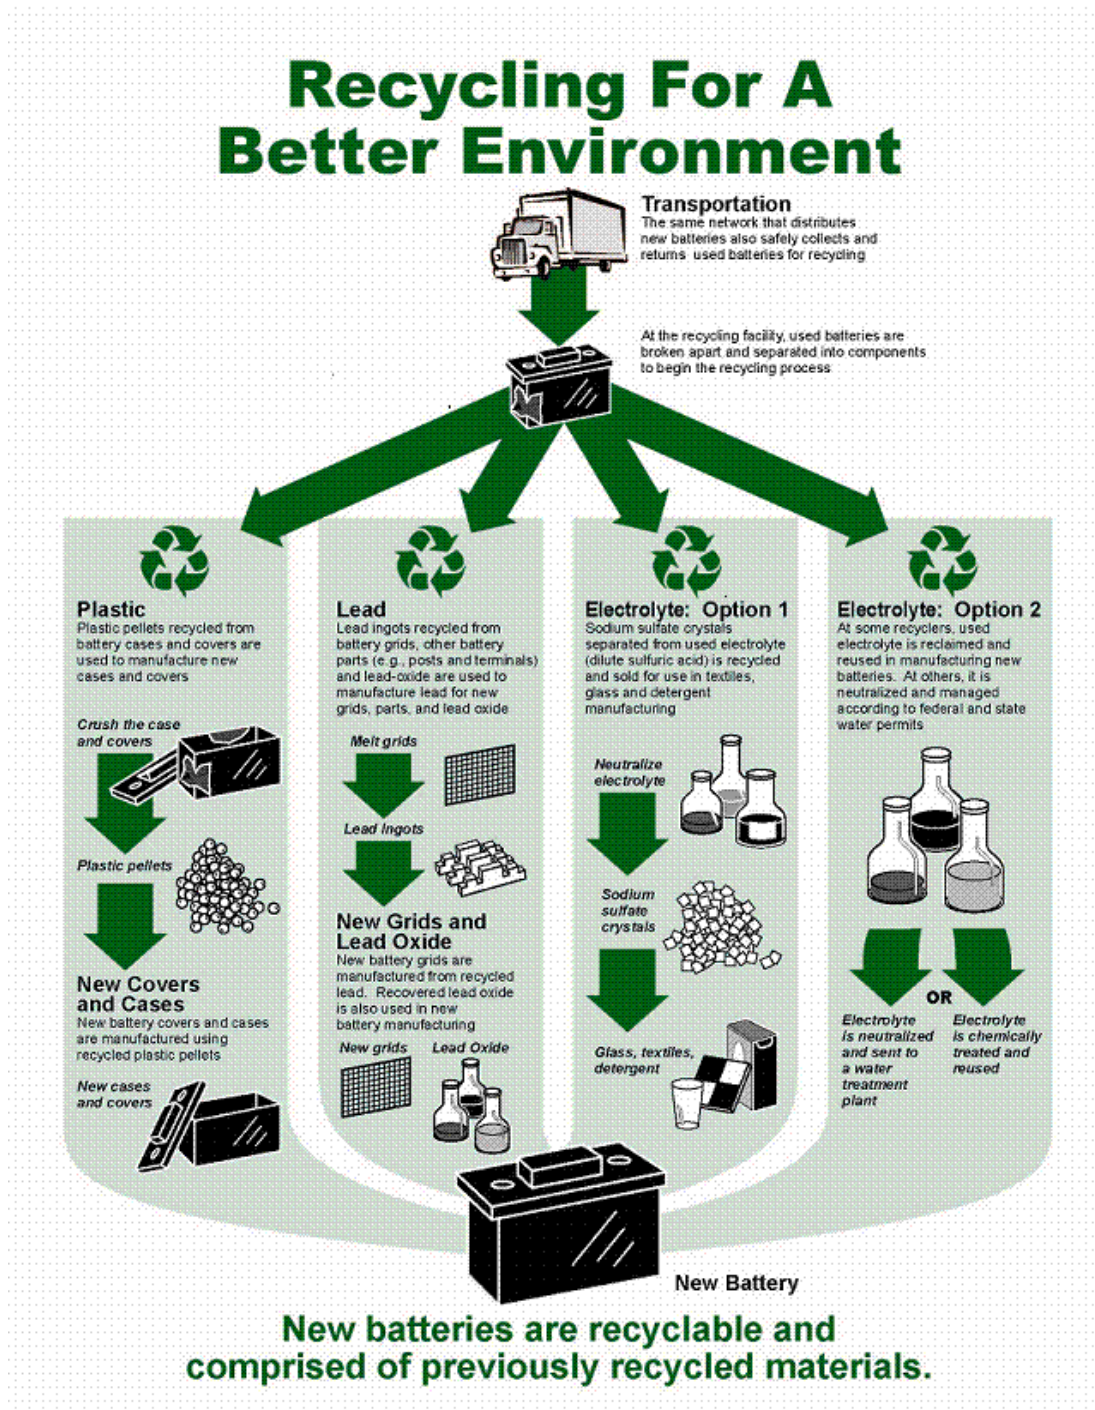 Recycling For A
Better Environment
Transportation
The same network that distributes
new batteries also safely collects and
returns used batteries for recycling
At the recycling facility, used batteries are
broken apart and separated into components
to begin the recycling process
Plastic
Plastic pellets recycled from
battery cases and covers are
used to manufacture new
cases and covers
Crush the case
and covers
Plastic pellets
New Covers
and Cases
New battery covers and cases
are manufactured using
recycled plastic pellets
New cases
and covers
Lead
Lead ingots recycled from
battery grids, other battery
parts (e.g., posts and terminals)
and lead-oxide are used to
manufacture lead for new
grids, parts, and lead oxide
Melt grids
Lead Ingots
New Grids and
Lead Oxide
New battery grids are
manufactured from recycled
lead. Recovered lead oxide
is also used in new
battery manufacturing
New grids
Lead Oxide
Electrolyte: Option 1
Sodium sulfate crystals
separated from used electrolyte
(dilute sulfuric acid) is recycled
and sold for use in textiles,
glass and detergent
manufacturing
Neutralize
electrolyte
Sodium
sulfate
crystals
Glass, textiles,
detergent
Electrolyte: Option 2
At some recyclers, used
electrolyte is reclaimed and
reused in manufacturing new
batteries. At others, it is
neutralized and managed
according to federal and state
water permits
OR
Electrolyte
is neutralized
and sent to
a water
treatment
plant
Electrolyte
is chemically
treated and
reused
New Battery
New batteries are recyclable and
comprised of previously recycled materials.